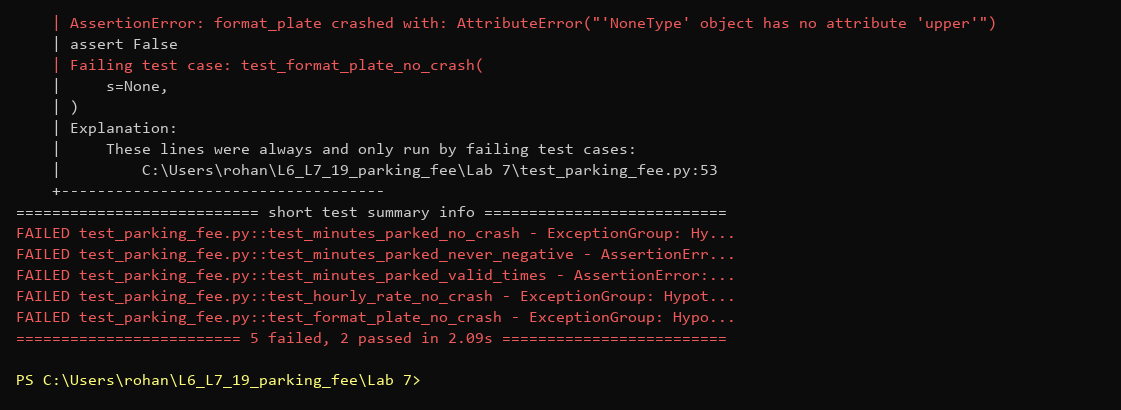 | AssertionError: format_plate crashed with: AttributeError("'NoneType' object has no attribute 'upper'")
| assert False
| Failing test case: test_format_plate_no_crash(
|     s=None,
| )
| Explanation:
|     These lines were always and only run by failing test cases:
|         C:\Users\rohan\L6_L7_19_parking_fee\Lab 7\test_parking_fee.py:53
+------------------------------------
=========================== short test summary info ===========================
FAILED test_parking_fee.py::test_minutes_parked_no_crash - ExceptionGroup: Hy...
FAILED test_parking_fee.py::test_minutes_parked_never_negative - AssertionErr...
FAILED test_parking_fee.py::test_minutes_parked_valid_times - AssertionError:...
FAILED test_parking_fee.py::test_hourly_rate_no_crash - ExceptionGroup: Hypot...
FAILED test_parking_fee.py::test_format_plate_no_crash - ExceptionGroup: Hypo...
========================= 5 failed, 2 passed in 2.09s =========================
PS C:\Users\rohan\L6_L7_19_parking_fee\Lab 7>